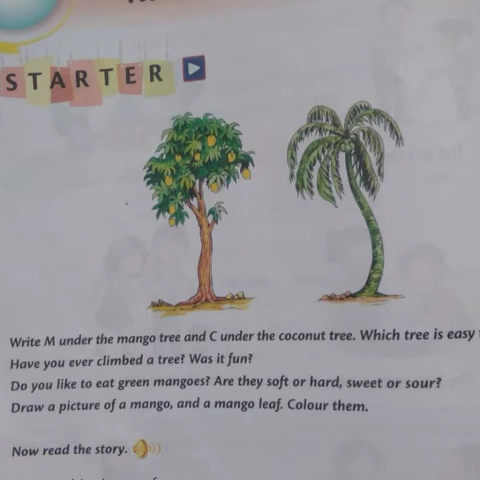 STARTER
Write M under the mango tree and C under the coconut tree. Which tree is easy
Have you ever climbed a tree? Was it fun?
Do you like to eat green mangoes? Are they soft or hard, sweet or sour?
Draw a picture of a mango, and a mango leaf. Colour them.
Now read the story.